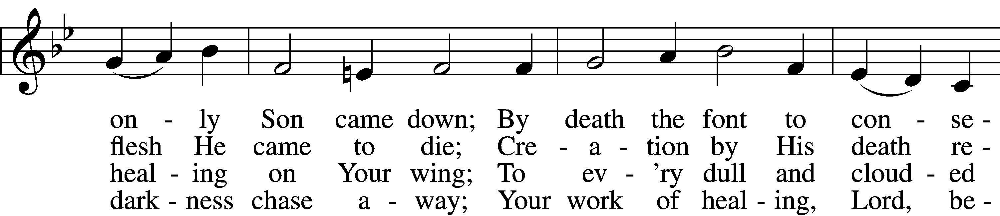 on - ly Son came down; By death the font to con - se -
flesh He came to die; Cre - a - tion by His death re -
heal - ing on Your wing; To ev - ’ry dull and cloud - ed
dark - ness chase a - way; Your work of heal - ing, Lord, be -